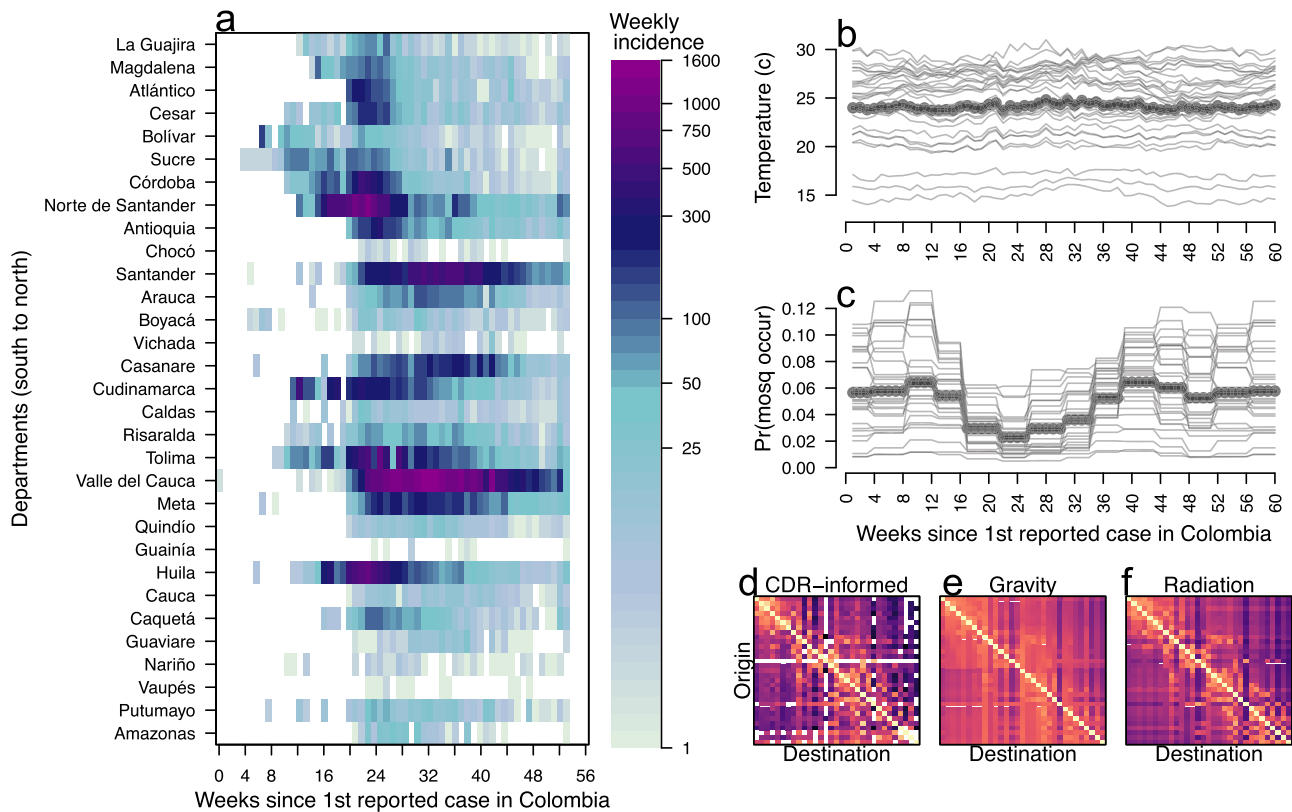 a
Departments (south to north)
La Guajira
Magdalena
Atlántico
Cesar
Bolívar
Sucre
Córdoba
Norte de Santander
Antioquia
Chocó
Santander
Arauca
Boyacá
Vichada
Casanare
Cudinamarca
Caldas
Risaralda
Tolima
Valle del Cauca
Meta
Quindío
Guainía
Huila
Cauca
Caquetá
Guaviare
Nariño
Vaupés
Putumayo
Amazonas
0 4 8 16 24 32 40 48 56
Weeks since 1st reported case in Colombia
Weekly
incidence
1600
1000
750
500
300
100
50
25
1
b
Temperature (c)
30
25
20
15
0 4 8 12 16 20 24 28 32 36 40 44 48 52 56 60
c
Pr(mosq occur)
0.12
0.10
0.08
0.06
0.04
0.02
0.00
0 4 8 12 16 20 24 28 32 36 40 44 48 52 56 60
Weeks since 1st reported case in Colombia
d CDR−informed
Origin
Destination
e Gravity
Destination
f Radiation
Destination